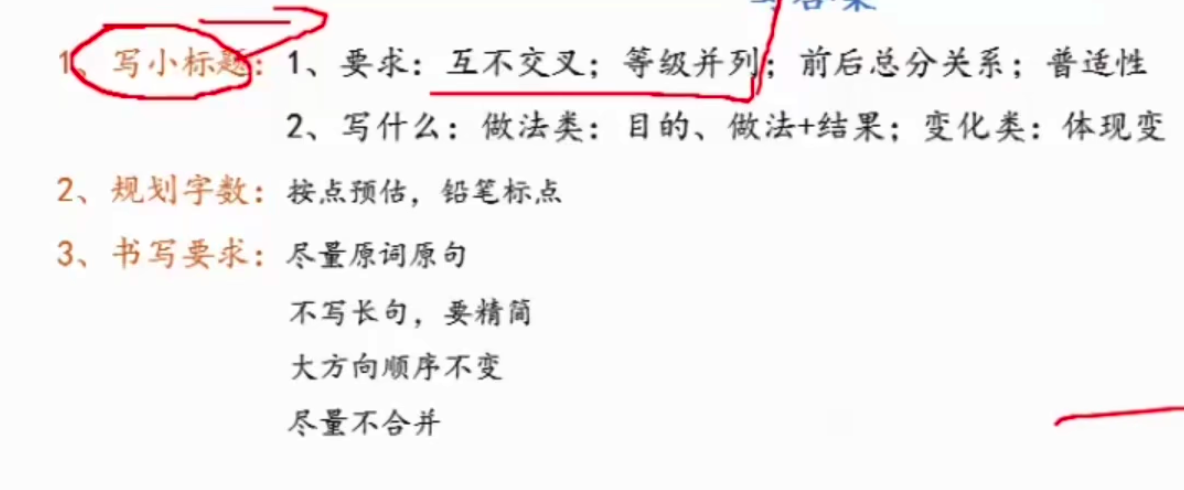 写答案
1、写小标题：1、要求：互不交叉；等级并列；前后总分关系；普适性
2、写什么：做法类：目的、做法+结果；变化类：体现变
2、规划字数：按点预估，铅笔标点
3、书写要求：尽量原词原句
不写长句，要精简
大方向顺序不变
尽量不合并